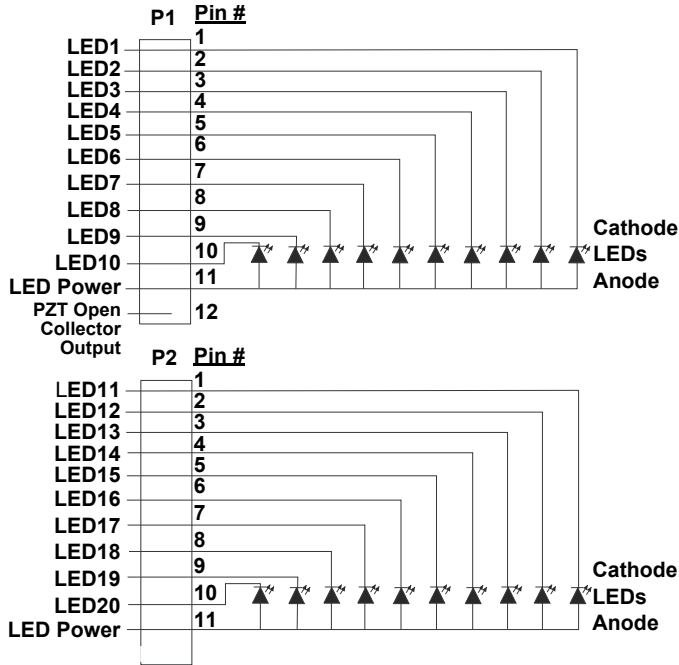 P1 Pin #
LED1 1
LED2 2
LED3 3
LED4 4
LED5 5
LED6 6
LED7 7
LED8 8
LED9 9
LED10 10
LED Power 11
PZT Open
Collector
Output
12
Cathode
LEDs
Anode
P2 Pin #
LED11 1
LED12 2
LED13 3
LED14 4
LED15 5
LED16 6
LED17 7
LED18 8
LED19 9
LED20 10
LED Power 11
Cathode
LEDs
Anode